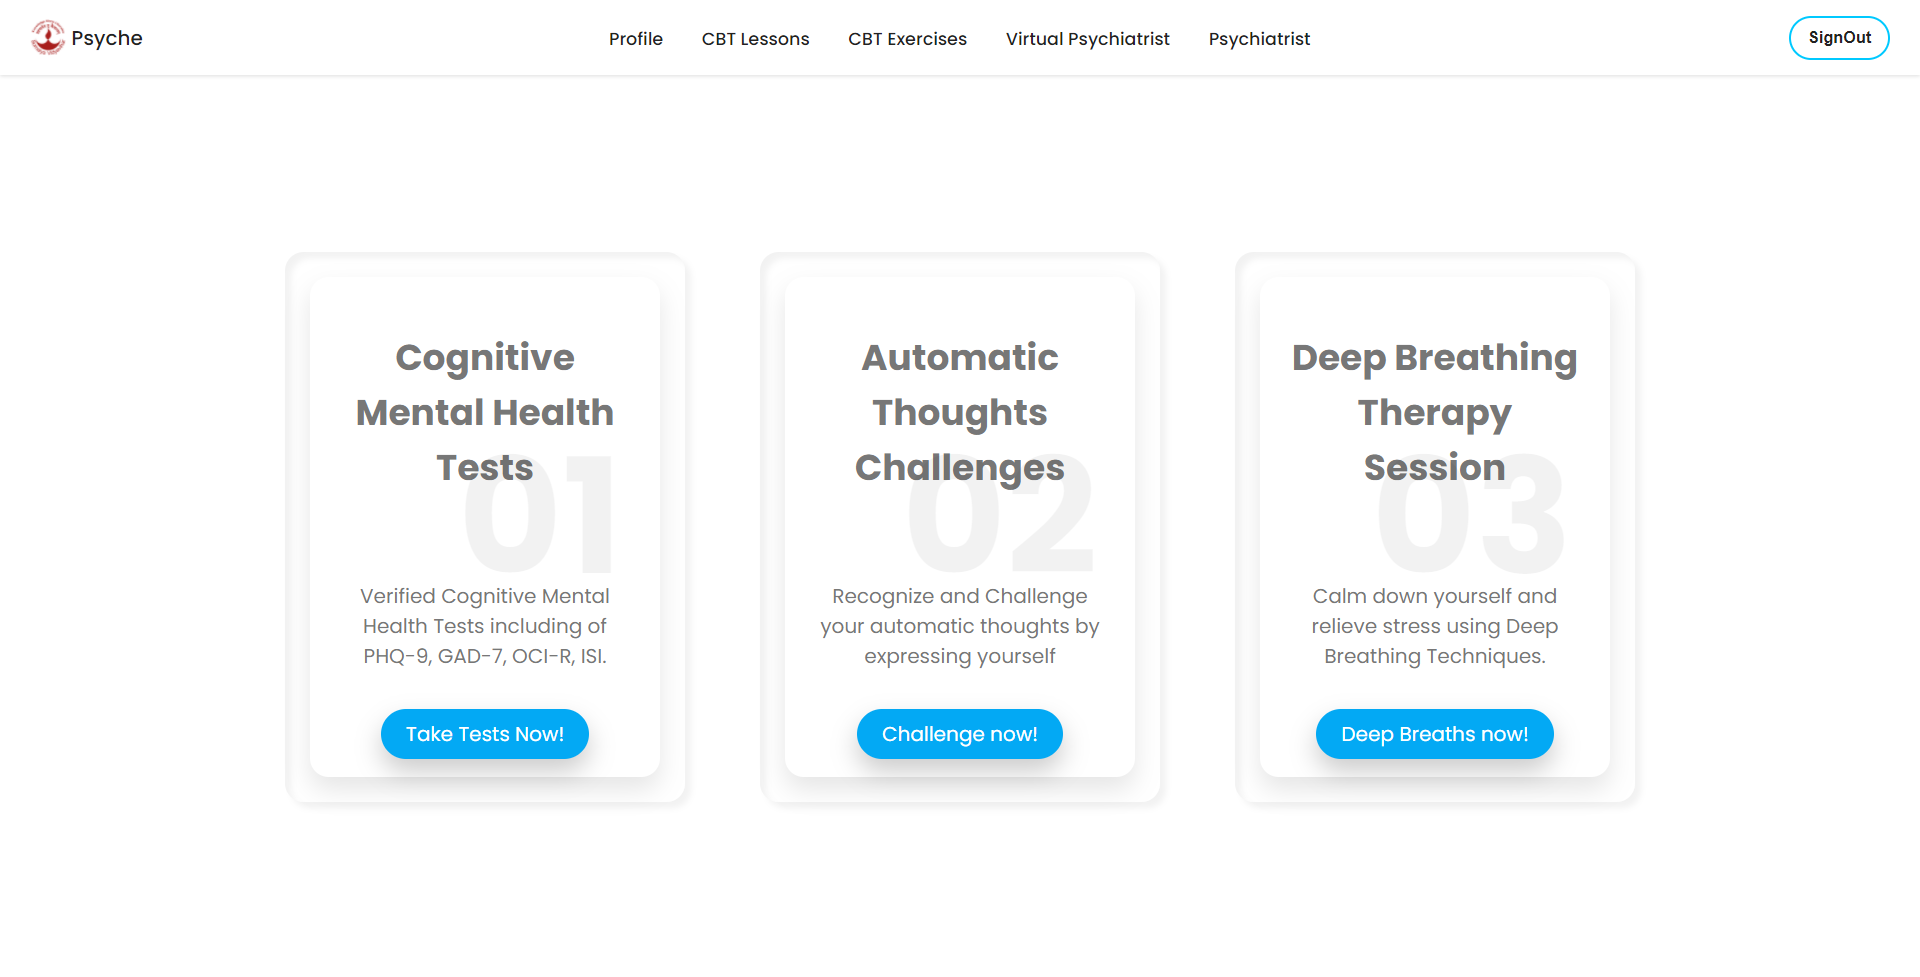 Psyche
Profile
CBT Lessons
CBT Exercises
Virtual Psychiatrist
Psychiatrist
SignOut
Cognitive
Mental Health
Tests
01
Verified Cognitive Mental
Health Tests including of
PHQ-9, GAD-7, OCI-R, ISI.
Take Tests Now!
Automatic
Thoughts
Challenges
02
Recognize and Challenge
your automatic thoughts by
expressing yourself
Challenge now!
Deep Breathing
Therapy
Session
03
Calm down yourself and
relieve stress using Deep
Breathing Techniques.
Deep Breaths now!